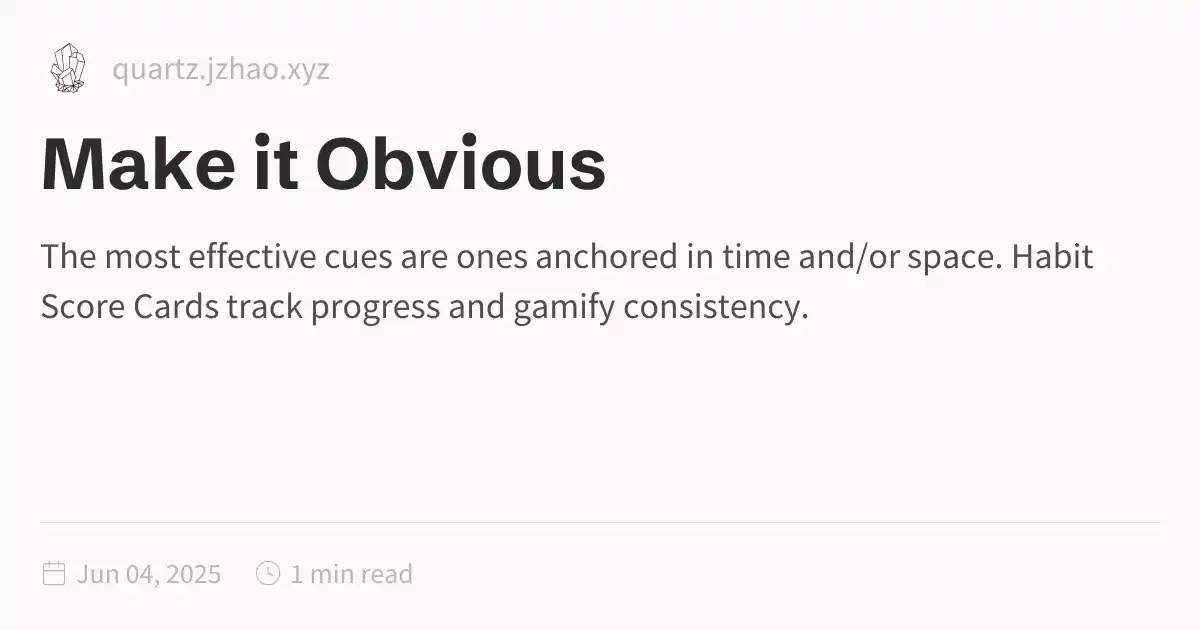 quartz.jzhao.xyz
Make it Obvious
The most effective cues are ones anchored in time and/or space. Habit
Score Cards track progress and gamify consistency.
Jun 04, 2025 1 min read